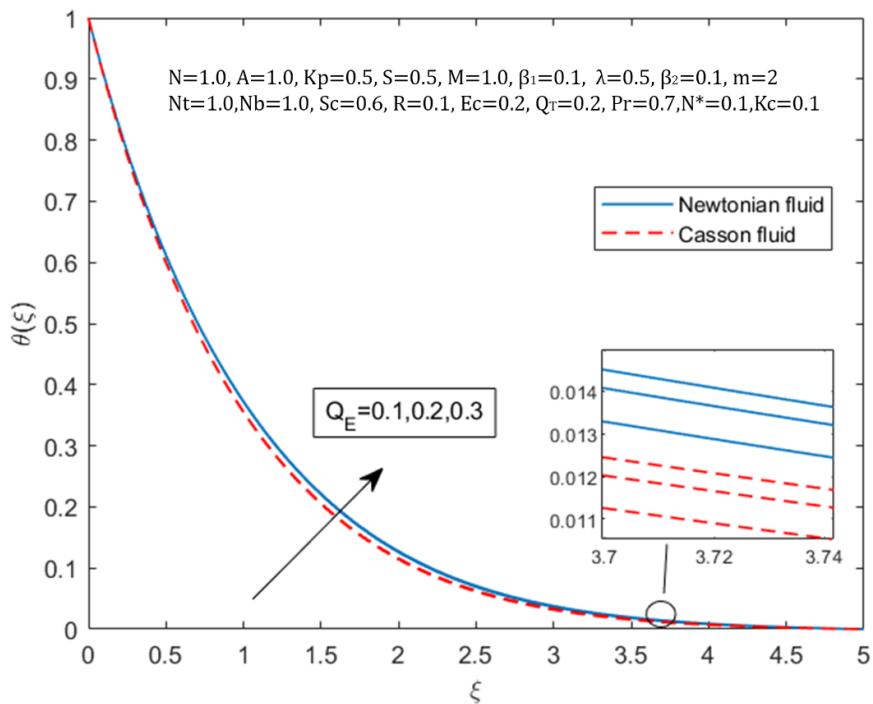 1
0.9
0.8
0.7
0.6
0.5
0.4
0.3
0.2
0.1
0
θ(ξ)
N=1.0, A=1.0, Kp=0.5, S=0.5, M=1.0, β₁=0.1, λ=0.5, β₂=0.1, m=2
Nt=1.0,Nb=1.0, Sc=0.6, R=0.1, Ec=0.2, Qᴛ=0.2, Pr=0.7,N*=0.1,Kc=0.1
Newtonian fluid
Casson fluid
Q_E=0.1,0.2,0.3
0.014
0.013
0.012
0.011
3.7 3.72 3.74
0 0.5 1 1.5 2 2.5 3 3.5 4 4.5 5
ξ